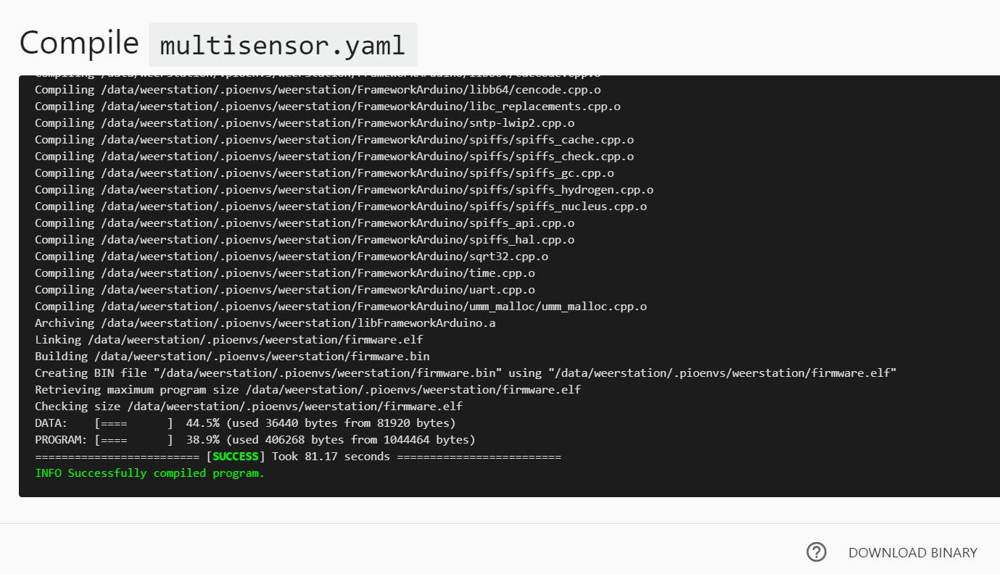 Compile multisensor.yaml
Compiling /data/weerstation/.pioenvs/weerstation/FrameworkArduino/libb64/cdecode.cpp.o
Compiling /data/weerstation/.pioenvs/weerstation/FrameworkArduino/libb64/cencode.cpp.o
Compiling /data/weerstation/.pioenvs/weerstation/FrameworkArduino/libc_replacements.cpp.o
Compiling /data/weerstation/.pioenvs/weerstation/FrameworkArduino/sntp-lwip2.cpp.o
Compiling /data/weerstation/.pioenvs/weerstation/FrameworkArduino/spiffs/spiffs_cache.cpp.o
Compiling /data/weerstation/.pioenvs/weerstation/FrameworkArduino/spiffs/spiffs_check.cpp.o
Compiling /data/weerstation/.pioenvs/weerstation/FrameworkArduino/spiffs/spiffs_gc.cpp.o
Compiling /data/weerstation/.pioenvs/weerstation/FrameworkArduino/spiffs/spiffs_hydrogen.cpp.o
Compiling /data/weerstation/.pioenvs/weerstation/FrameworkArduino/spiffs/spiffs_nucleus.cpp.o
Compiling /data/weerstation/.pioenvs/weerstation/FrameworkArduino/spiffs_api.cpp.o
Compiling /data/weerstation/.pioenvs/weerstation/FrameworkArduino/spiffs_hal.cpp.o
Compiling /data/weerstation/.pioenvs/weerstation/FrameworkArduino/sqrt32.cpp.o
Compiling /data/weerstation/.pioenvs/weerstation/FrameworkArduino/time.cpp.o
Compiling /data/weerstation/.pioenvs/weerstation/FrameworkArduino/uart.cpp.o
Compiling /data/weerstation/.pioenvs/weerstation/FrameworkArduino/umm_malloc/umm_malloc.cpp.o
Archiving /data/weerstation/.pioenvs/weerstation/libFrameworkArduino.a
Linking /data/weerstation/.pioenvs/weerstation/firmware.elf
Building /data/weerstation/.pioenvs/weerstation/firmware.bin
Creating BIN file "/data/weerstation/.pioenvs/weerstation/firmware.bin" using "/data/weerstation/.pioenvs/weerstation/firmware.elf"
Retrieving maximum program size /data/weerstation/.pioenvs/weerstation/firmware.elf
Checking size /data/weerstation/.pioenvs/weerstation/firmware.elf
DATA:    [====      ]  44.5% (used 36440 bytes from 81920 bytes)
PROGRAM: [====      ]  38.9% (used 406268 bytes from 1044464 bytes)
========================= [SUCCESS] Took 81.17 seconds =========================
INFO Successfully compiled program.
? DOWNLOAD BINARY